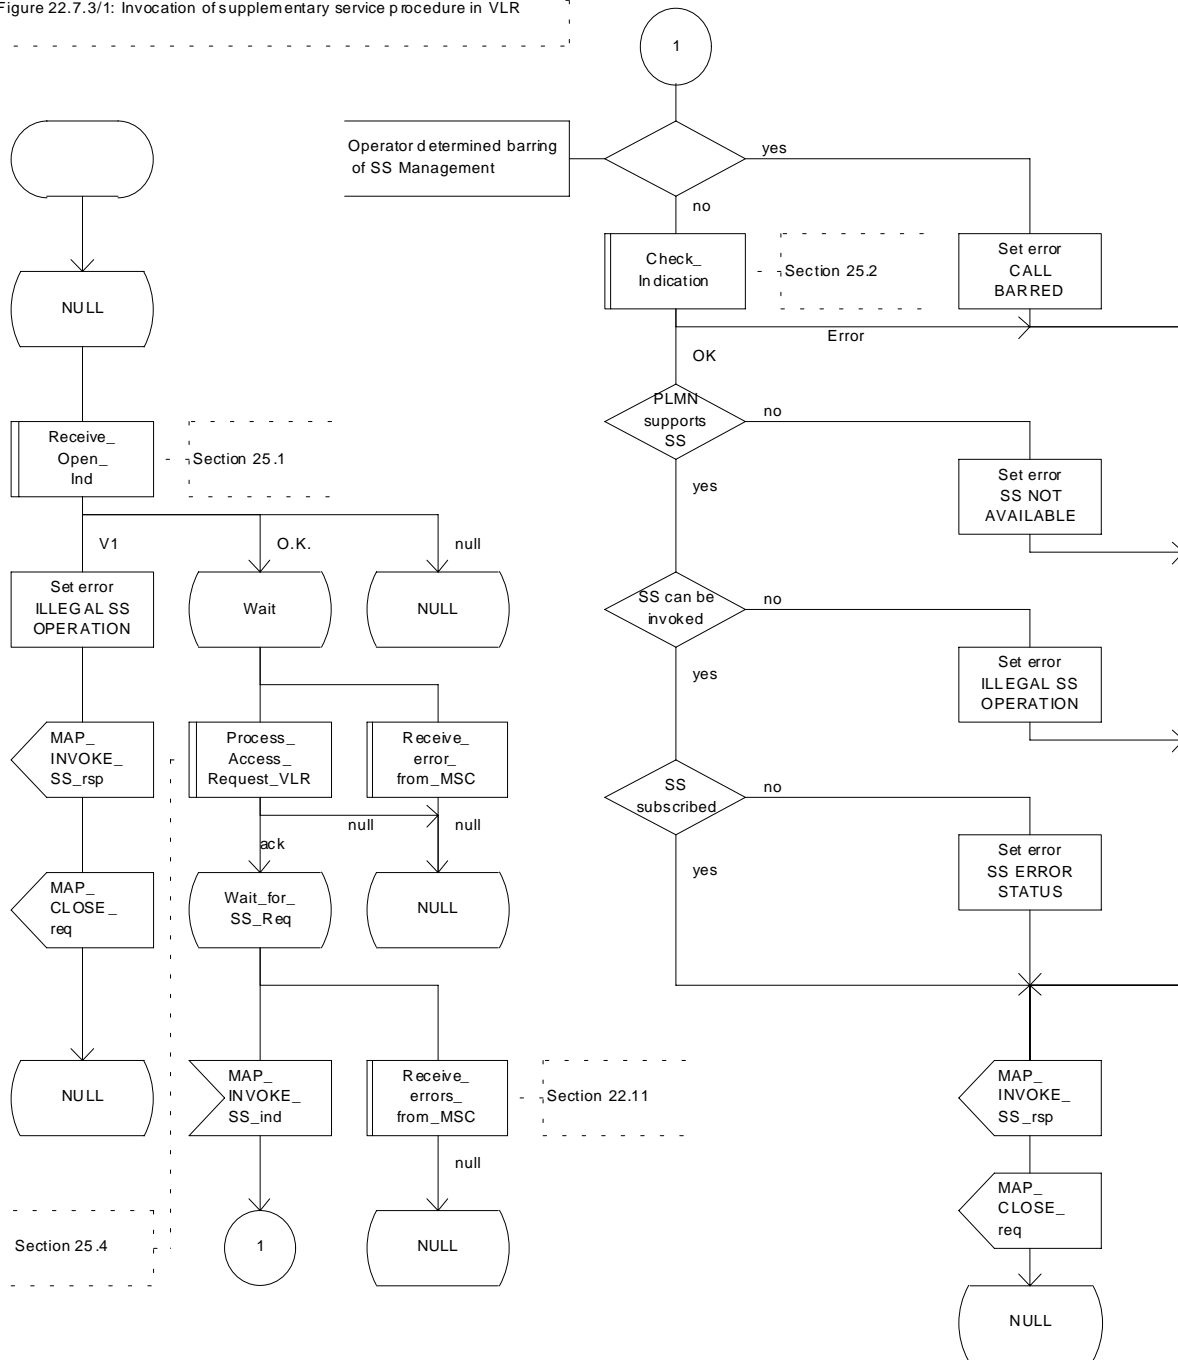 Figure 22.7.3/1: Invocation of supplementary service procedure in VLR
1
Operator determined barring
of SS Management
yes
no
NULL
Check_
Indication
Section 25.2
Set error
CALL
BARRED
Error
OK
Receive_
Open_
Ind
Section 25.1
PLMN
supports
SS
no
yes
Set error
SS NOT
AVAILABLE
V1
O.K.
null
Set error
ILLEGAL SS
OPERATION
Wait
NULL
SS can be
invoked
no
yes
Set error
ILLEGAL SS
OPERATION
MAP_
INVOKE_
SS_rsp
Process_
Access_
Request_VLR
Receive_
error_
from_MSC
SS
subscribed
no
yes
null
null
ack
Set error
SS ERROR
STATUS
MAP_
CLOSE_
req
Wait_for_
SS_Req
NULL
NULL
MAP_
INVOKE_
SS_ind
Receive_
errors_
from_MSC
Section 22.11
MAP_
INVOKE_
SS_rsp
null
Section 25.4
1
NULL
MAP_
CLOSE_
req
NULL